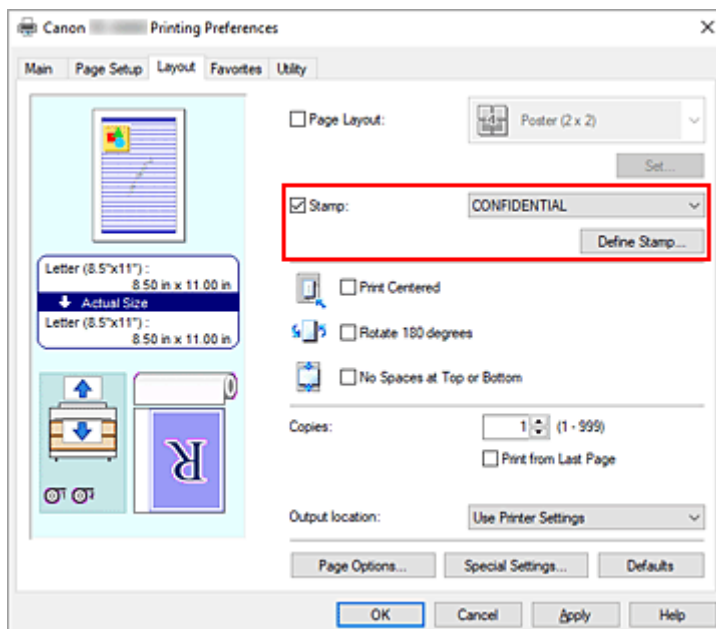 Canon Printing Preferences
Main Page Setup Layout Favorites Utility
Page Layout: Poster (2 x 2)
Set...
Stamp: CONFIDENTIAL
Define Stamp...
Letter (8.5"x11") :
8.50 in x 11.00 in
Actual Size
Letter (8.5"x11") :
8.50 in x 11.00 in
Print Centered
Rotate 180 degrees
No Spaces at Top or Bottom
Copies: 1 (1 - 999)
Print from Last Page
R
Output location: Use Printer Settings
Page Options... Special Settings... Defaults
OK Cancel Apply Help